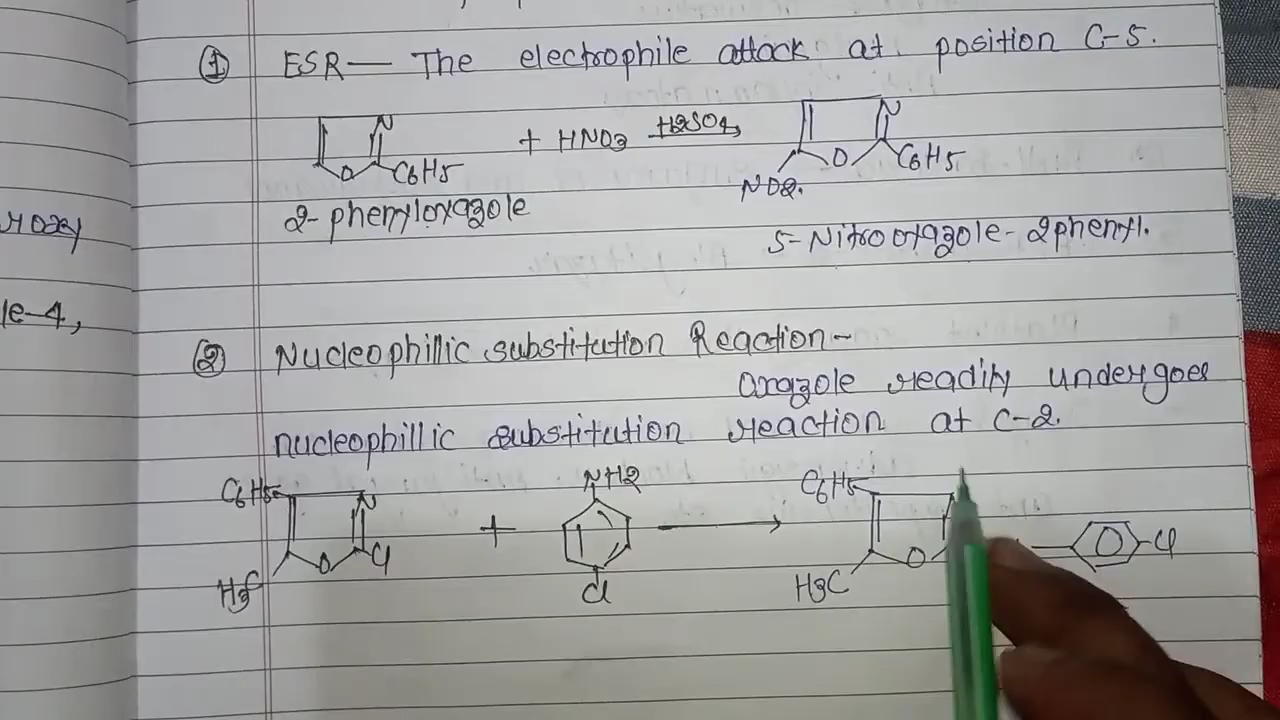 ① ESR — The electrophile attack at position C-5.
N O C6H5 + HNO3 H2SO4, N O C6H5
NO2.
2-phenyloxazole
5-Nitrooxazole-2phenyl.
roxy
le-4,
② Nucleophillic substitution Reaction-
Oxazole readily undergoes
nucleophillic substitution reaction at C-2.
C6H5 N NH2 C6H5
O Cl + O Cl
H3C Cl H3C